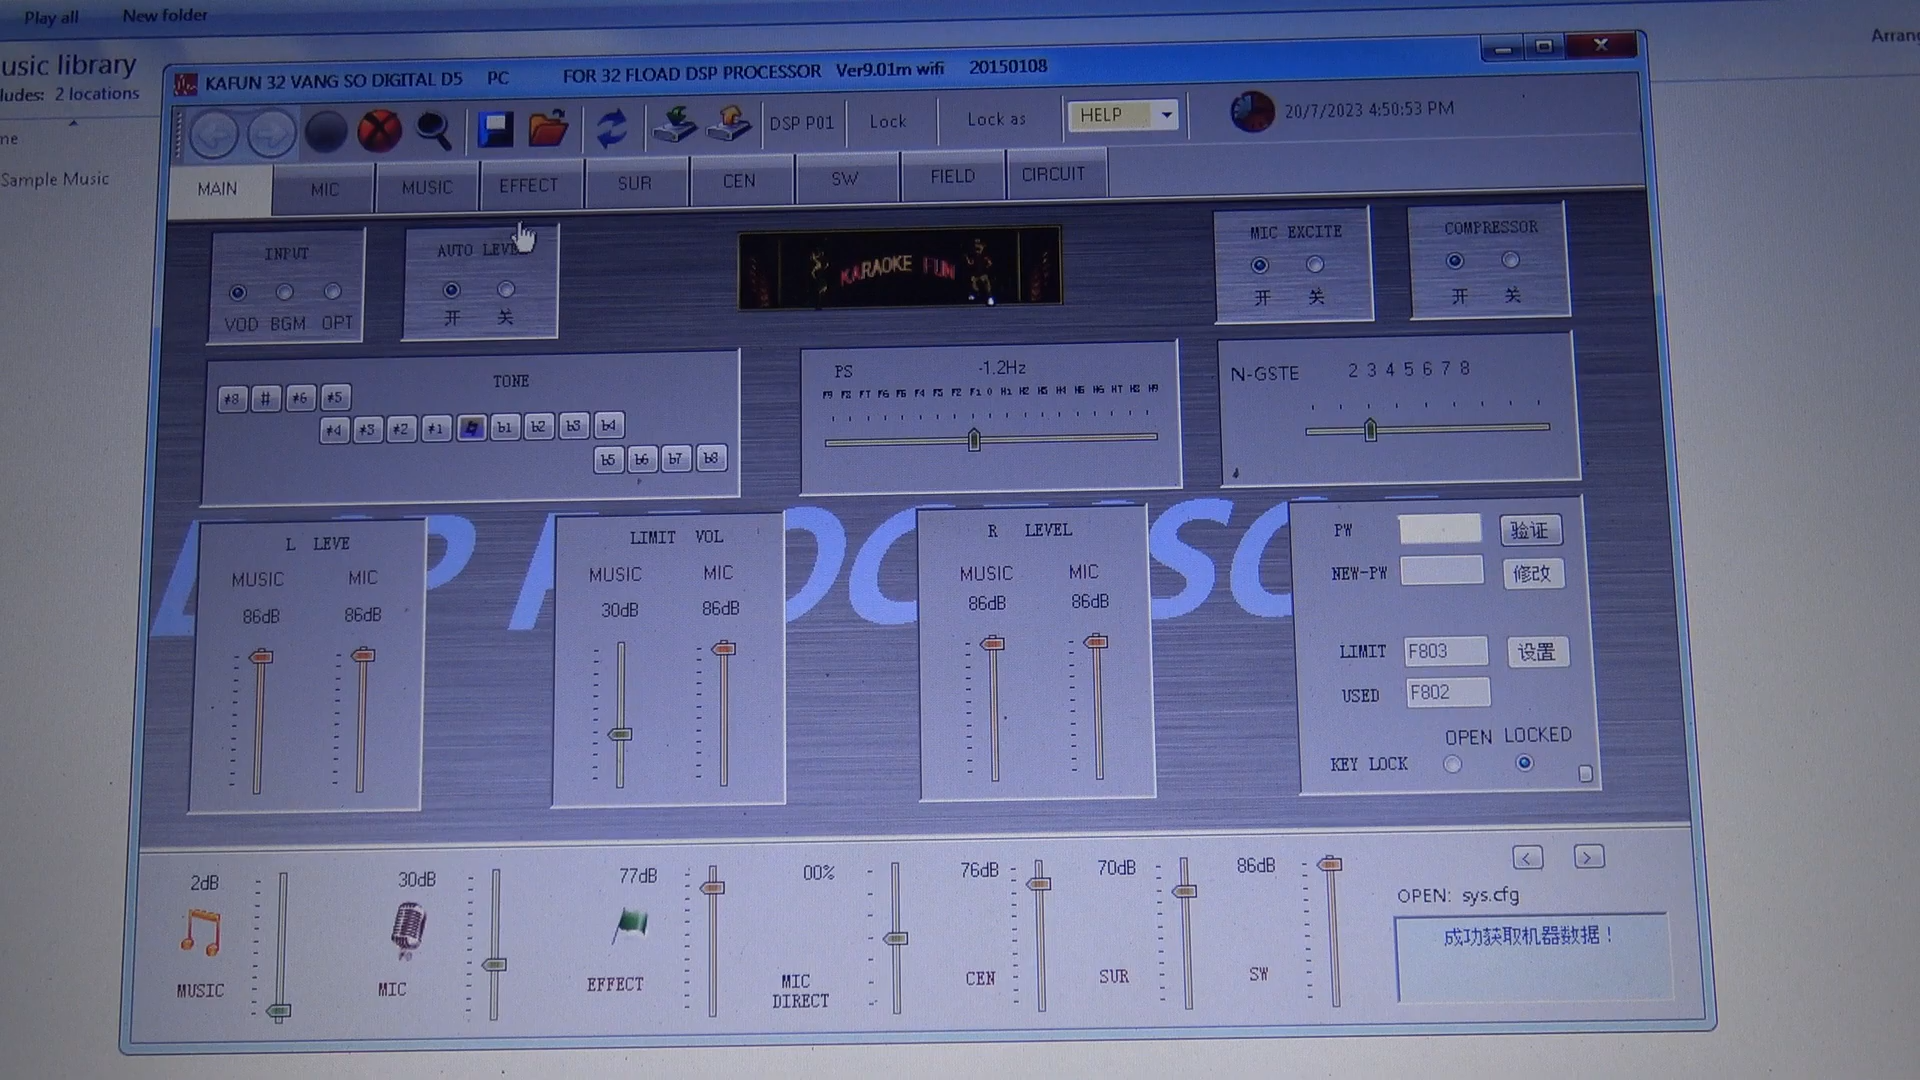 Play all New folder
usic library
ludes: 2 locations
Arran
me
Sample Music
KAFUN 32 VANG SO DIGITAL D5 PC FOR 32 FLOAD DSP PROCESSOR Ver9.01m wifi 20150108
DSP P01 Lock Lock as HELP 20/7/2023 4:50:53 PM
MAIN MIC MUSIC EFFECT SUR CEN SW FIELD CIRCUIT
INPUT
VOD BGM OPT
AUTO LEVE
开 关
KARAOKE FUN
MIC EXCITE
开 关
COMPRESSOR
开 关
TONE
#8 # #6 #5
#4 #3 #2 #1 b1 b2 b3 b4
b5 b6 b7 b8
PS -1.2Hz
N-GSTE 2 3 4 5 6 7 8
L LEVE
MUSIC MIC
86dB 86dB
LIMIT VOL
MUSIC MIC
30dB 86dB
R LEVEL
MUSIC MIC
86dB 86dB
PW 验证
NEW-PW 修改
LIMIT F803 设置
USED F802
OPEN LOCKED
KEY LOCK
2dB
MUSIC
30dB
MIC
77dB
EFFECT
00%
MIC
DIRECT
76dB
CEN
70dB
SUR
86dB
SW
< >
OPEN: sys.cfg
成功获取机器数据！